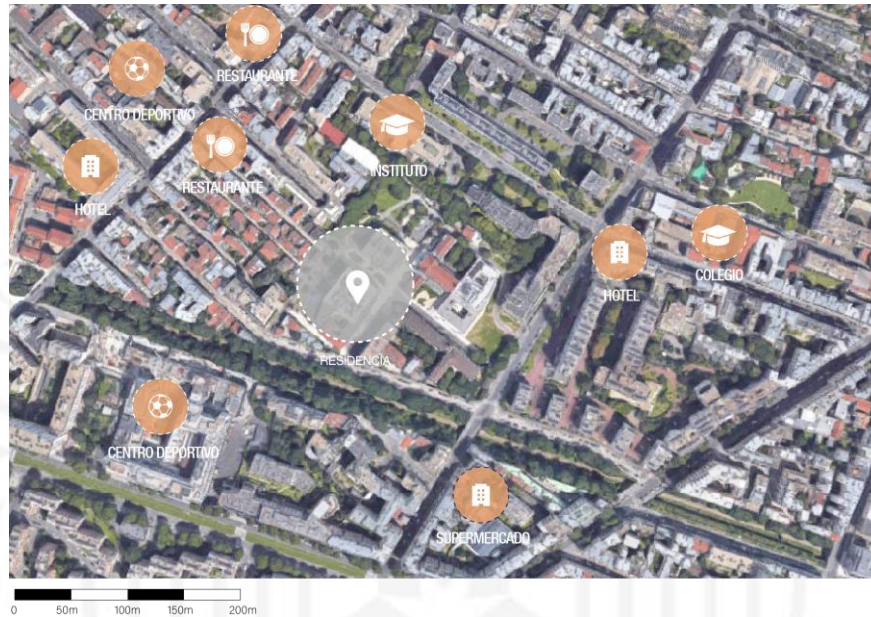 RESTAURANTE
CENTRO DEPORTIVO
INSTITUTO
RESTAURANTE
HOTEL
COLEGIO
HOTEL
RESIDENCIA
CENTRO DEPORTIVO
SUPERMERCADO
0 50m 100m 150m 200m